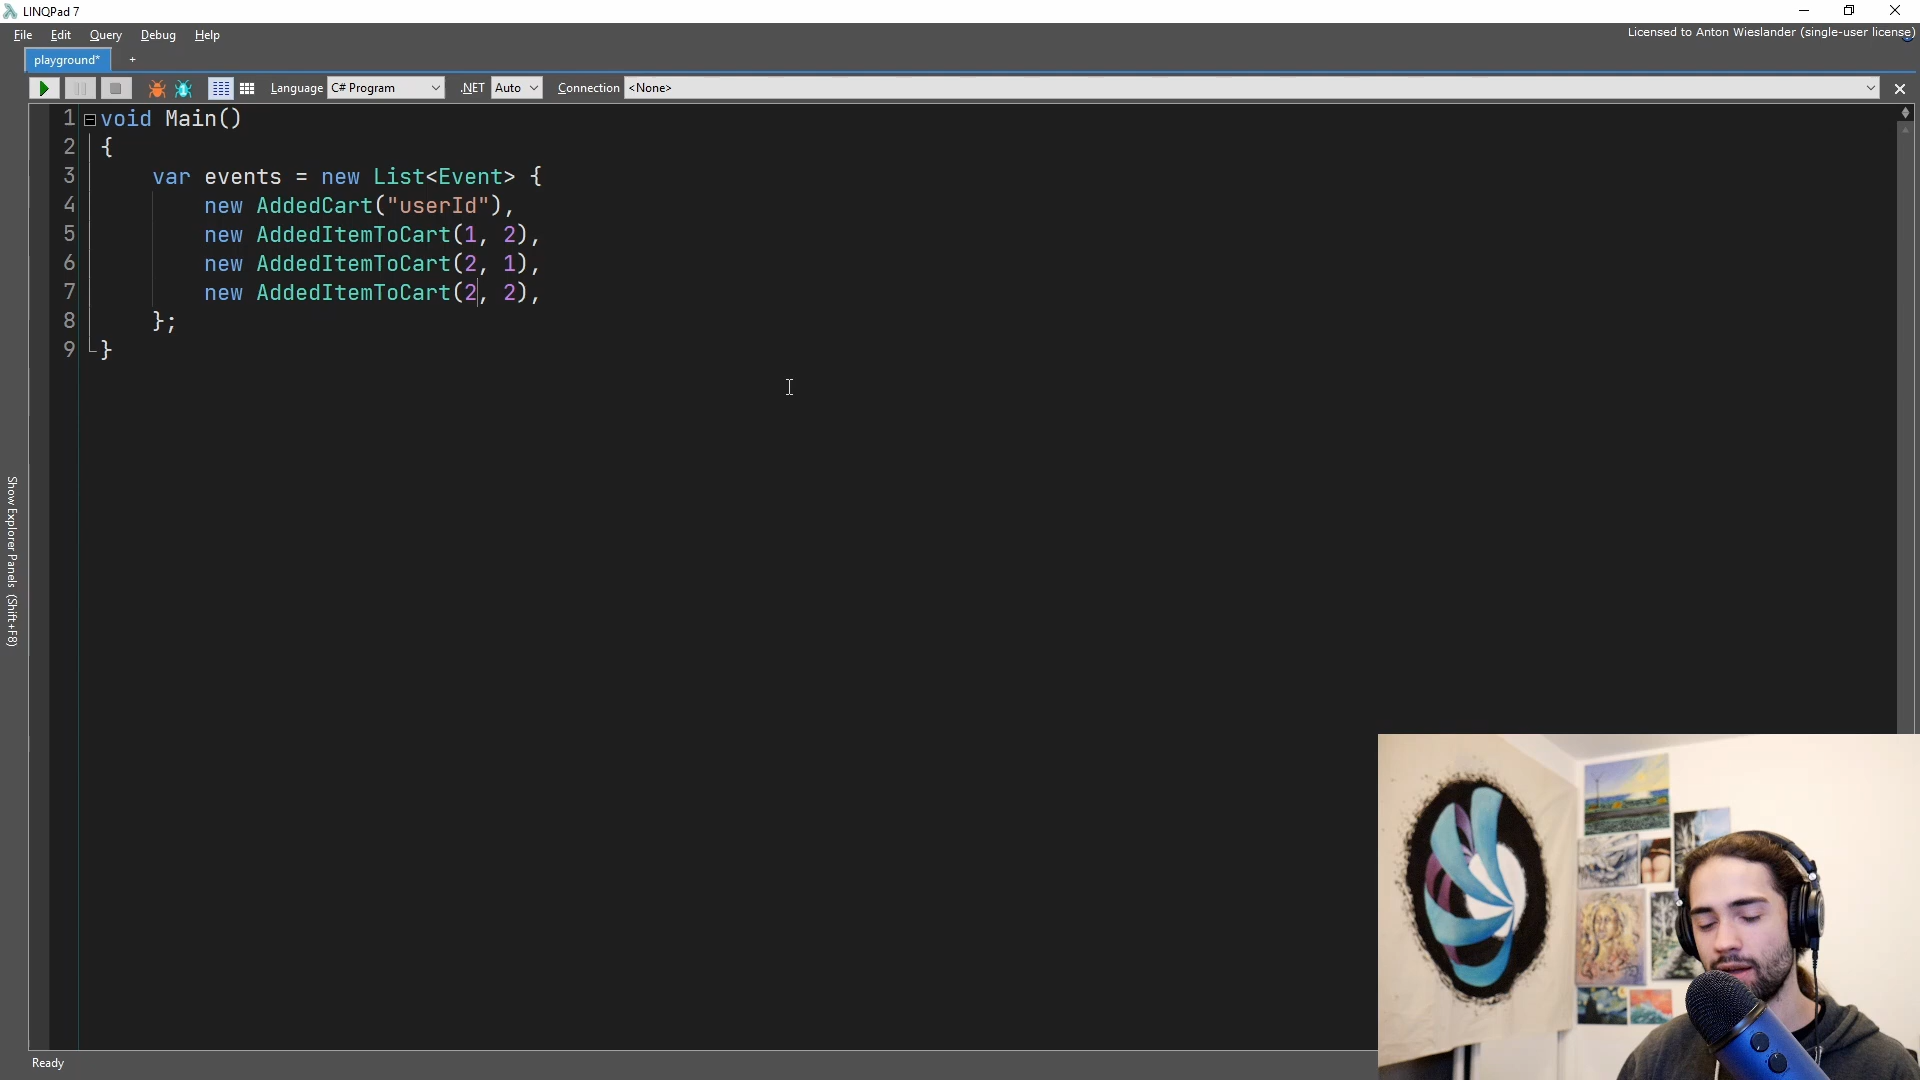 LINQPad 7
File Edit Query Debug Help
Licensed to Anton Wieslander (single-user license)
playground* +
Language C# Program .NET Auto Connection <None>
1 void Main()
2 {
3 var events = new List<Event> {
4 new AddedCart("userId"),
5 new AddedItemToCart(1, 2),
6 new AddedItemToCart(2, 1),
7 new AddedItemToCart(2, 2),
8 };
9 }
Show Explorer Panels (Shift+F8)
Ready